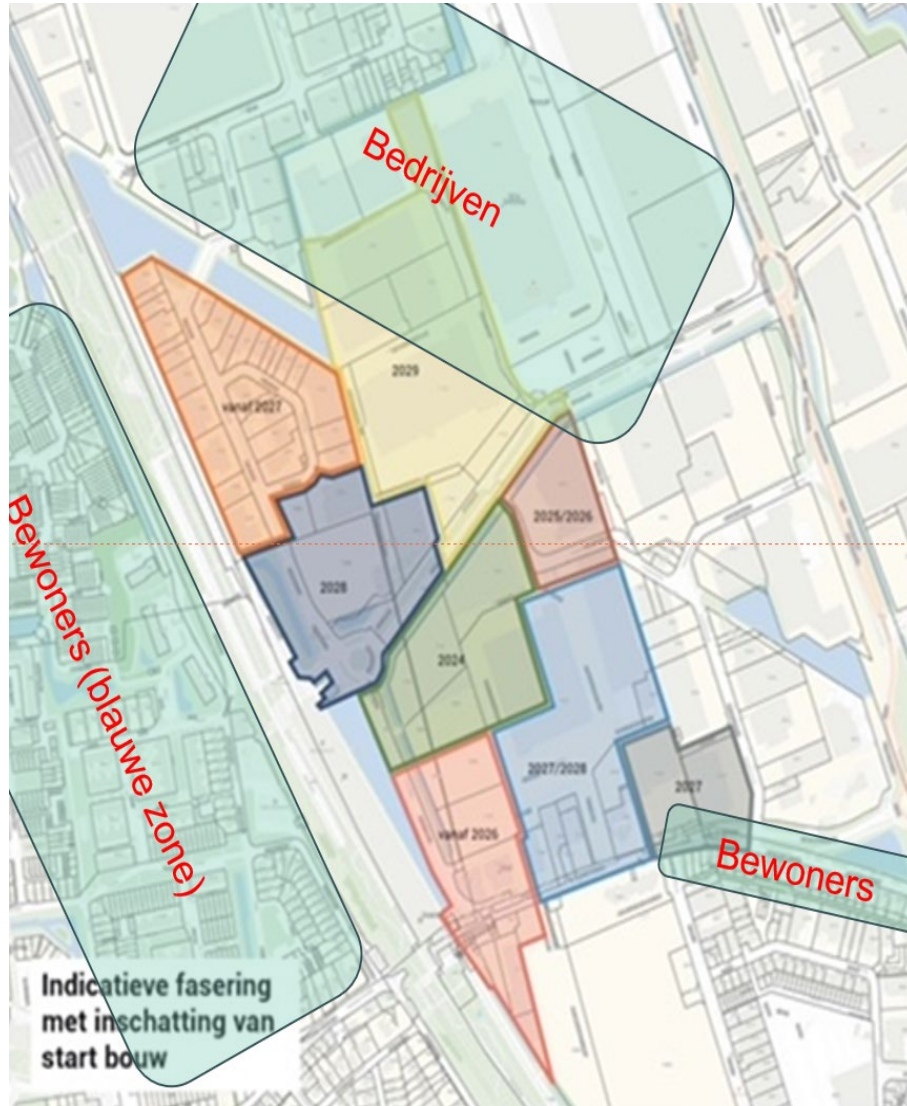 Bedrijven
2029
vanaf 2027
Bewoners (blauwe zone)
2025/2026
2028
2024
2027/2028
2027
vanaf 2026
Bewoners
Indicatieve fasering
met inschatting van
start bouw